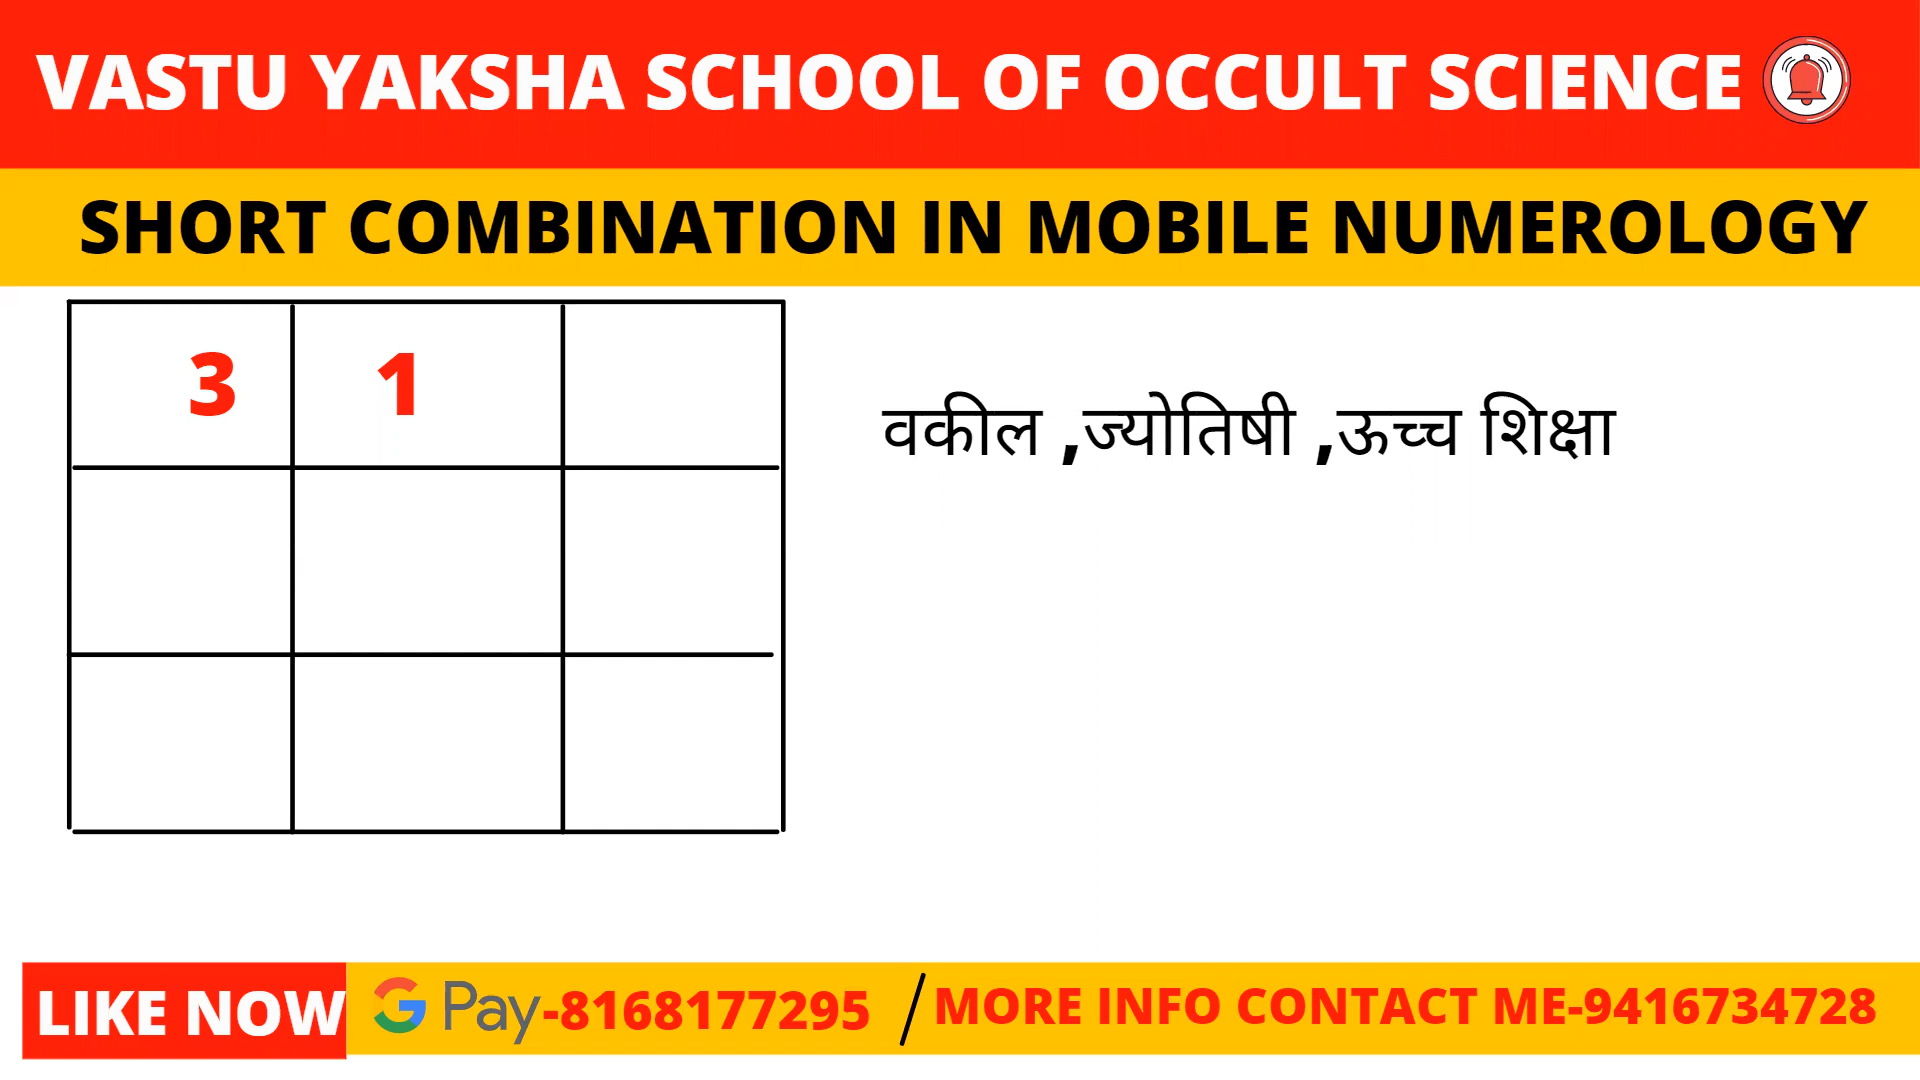 VASTU YAKSHA SCHOOL OF OCCULT SCIENCE
SHORT COMBINATION IN MOBILE NUMEROLOGY
3 1
वकील ,ज्योतिषी ,ऊच्च शिक्षा
LIKE NOW G Pay-8168177295 / MORE INFO CONTACT ME-9416734728